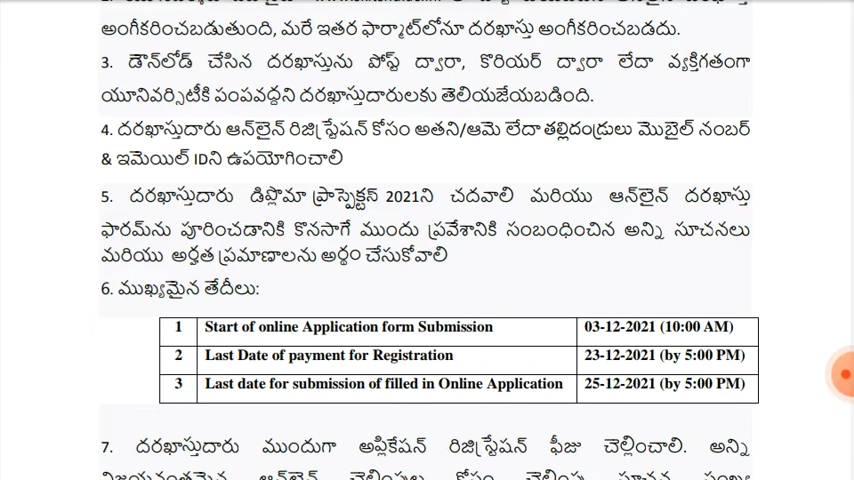 అంగీకరించబడుతుంది, మరే ఇతర ఫార్మాట్‌లోనూ దరఖాస్తు అంగీకరించబడదు.
3. డౌన్‌లోడ్ చేసిన దరఖాస్తును పోస్ట్ ద్వారా, కొరియర్ ద్వారా లేదా వ్యక్తిగతంగా
యూనివర్సిటీకి పంపవద్దని దరఖాస్తుదారులకు తెలియజేయబడింది.
4. దరఖాస్తుదారు ఆన్‌లైన్ రిజిస్ట్రేషన్ కోసం అతని/ఆమె లేదా తల్లిదండ్రులు మొబైల్ నంబర్
& ఇమెయిల్ IDని ఉపయోగించాలి
5. దరఖాస్తుదారు డిప్లొమా ప్రాస్పెక్టస్ 2021ని చదవాలి మరియు ఆన్‌లైన్ దరఖాస్తు
ఫారమ్‌ను పూరించడానికి కొనసాగే ముందు ప్రవేశానికి సంబంధించిన అన్ని సూచనలు
మరియు అర్హత ప్రమాణాలను అర్థం చేసుకోవాలి
6. ముఖ్యమైన తేదీలు:
1 Start of online Application form Submission 03-12-2021 (10:00 AM)
2 Last Date of payment for Registration 23-12-2021 (by 5:00 PM)
3 Last date for submission of filled in Online Application 25-12-2021 (by 5:00 PM)
7. దరఖాస్తుదారు ముందుగా అప్లికేషన్ రిజిస్ట్రేషన్ ఫీజు చెల్లించాలి. అన్ని